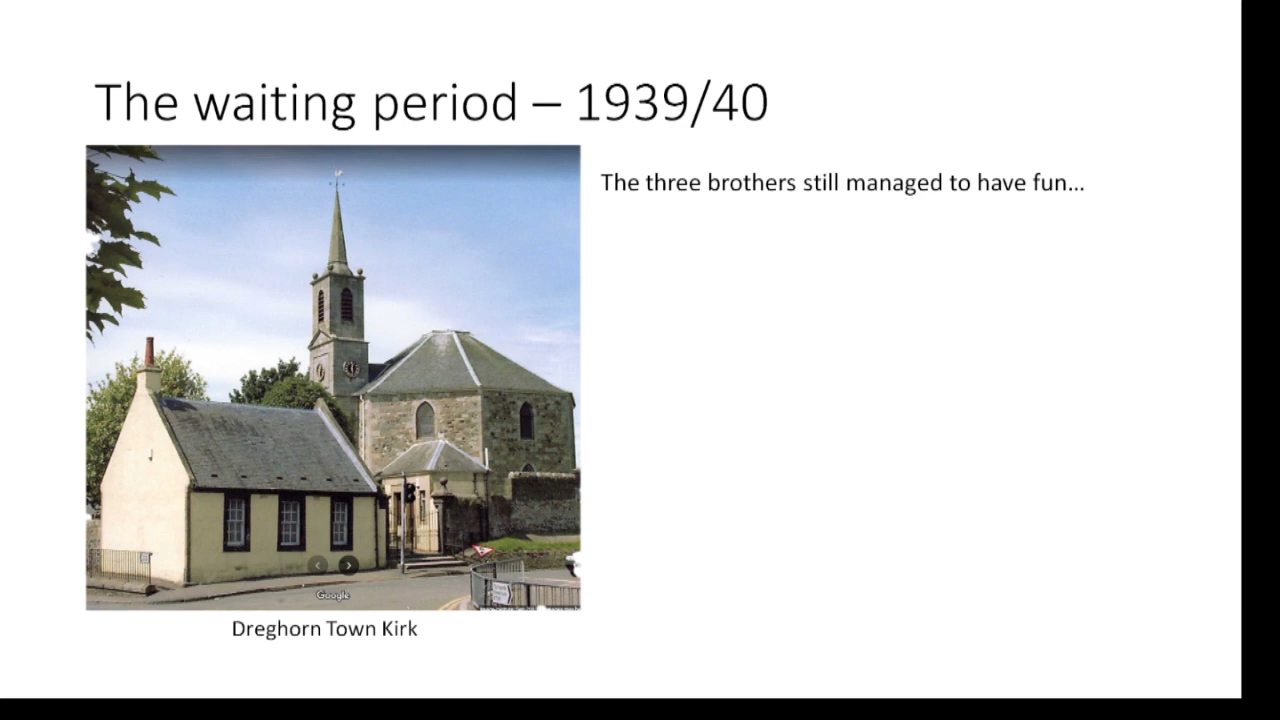 The waiting period – 1939/40
The three brothers still managed to have fun...
Google
Dreghorn Town Kirk